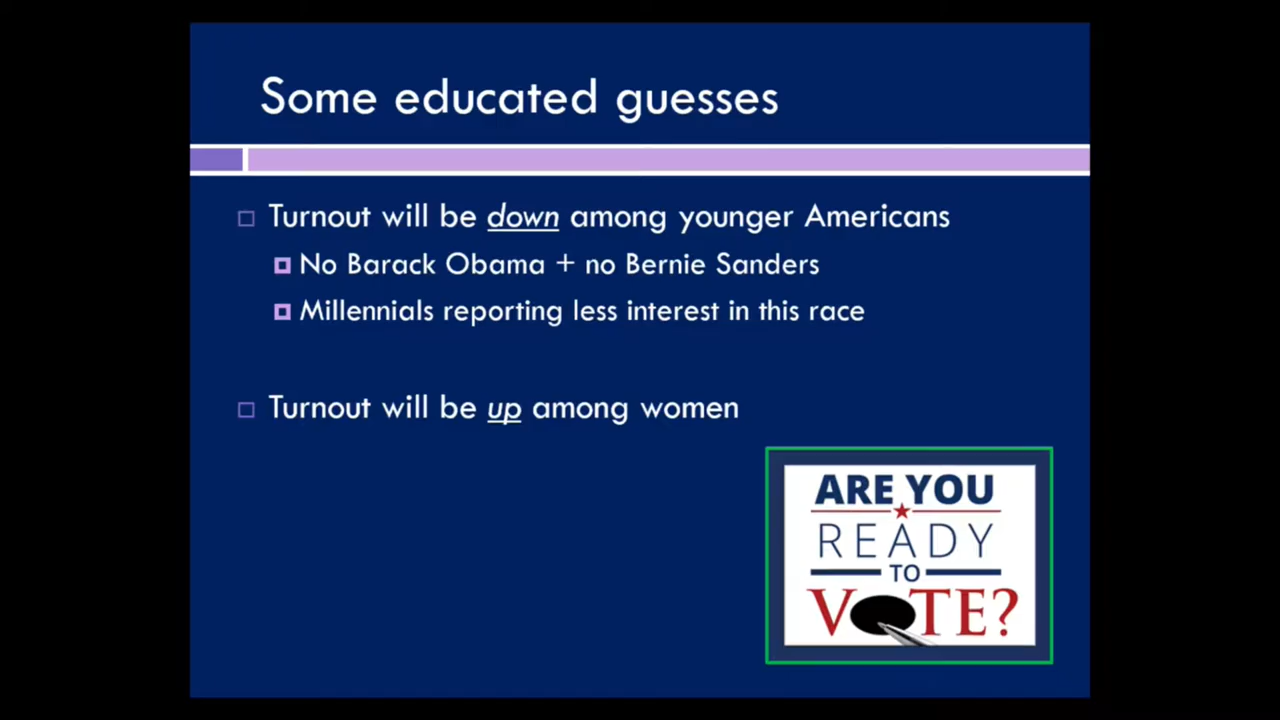 Some educated guesses
Turnout will be down among younger Americans
No Barack Obama + no Bernie Sanders
Millennials reporting less interest in this race
Turnout will be up among women
ARE YOU
READY
TO
VOTE?